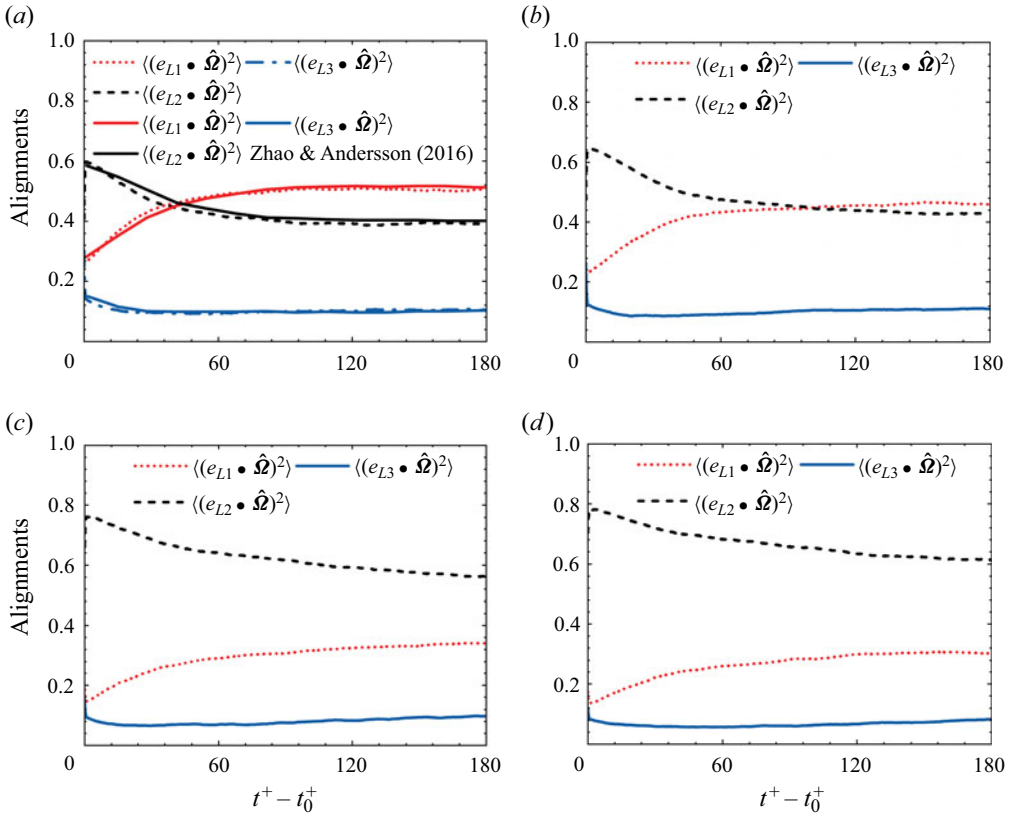 (a)
1.0
0.8
0.6
0.4
0.2
0
60
120
180
Alignments
⟨(e_L1 • Ω̂)²⟩ ⟨(e_L3 • Ω̂)²⟩
⟨(e_L2 • Ω̂)²⟩
⟨(e_L1 • Ω̂)²⟩ ⟨(e_L3 • Ω̂)²⟩
⟨(e_L2 • Ω̂)²⟩ Zhao & Andersson (2016)
(b)
1.0
0.8
0.6
0.4
0.2
0
60
120
180
⟨(e_L1 • Ω̂)²⟩ ⟨(e_L3 • Ω̂)²⟩
⟨(e_L2 • Ω̂)²⟩
(c)
1.0
0.8
0.6
0.4
0.2
0
60
120
180
Alignments
⟨(e_L1 • Ω̂)²⟩ ⟨(e_L3 • Ω̂)²⟩
⟨(e_L2 • Ω̂)²⟩
t⁺ – t₀⁺
(d)
1.0
0.8
0.6
0.4
0.2
0
60
120
180
⟨(e_L1 • Ω̂)²⟩ ⟨(e_L3 • Ω̂)²⟩
⟨(e_L2 • Ω̂)²⟩
t⁺ – t₀⁺